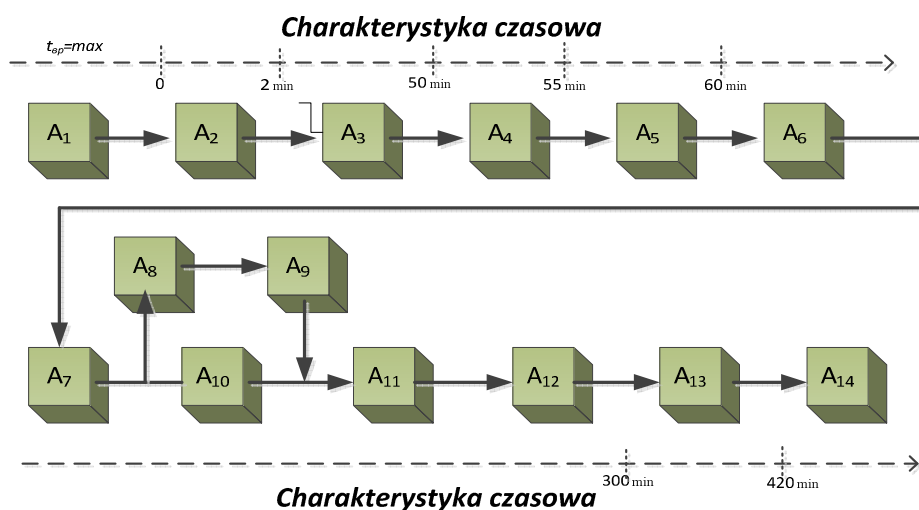 Charakterystyka czasowa
tвр=max
0 2 min 50 min 55 min 60 min
A1 A2 A3 A4 A5 A6
A8 A9
A7 A10 A11 A12 A13 A14
300 min 420 min
Charakterystyka czasowa